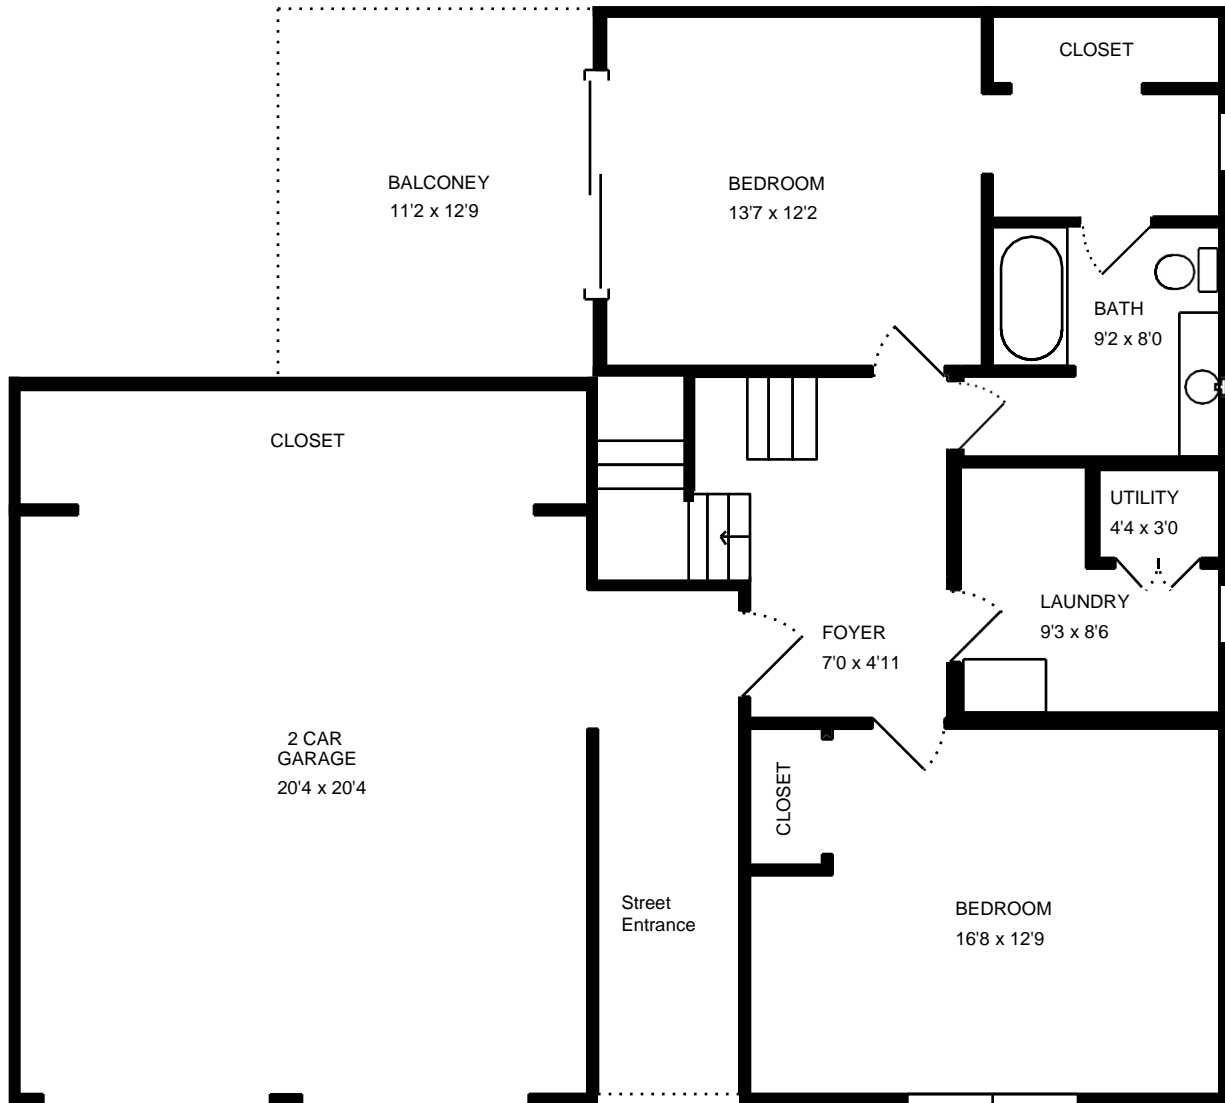 CLOSET
BALCONEY
11'2 x 12'9
BEDROOM
13'7 x 12'2
BATH
9'2 x 8'0
CLOSET
UTILITY
4'4 x 3'0
LAUNDRY
9'3 x 8'6
FOYER
7'0 x 4'11
2 CAR
GARAGE
20'4 x 20'4
CLOSET
Street
Entrance
BEDROOM
16'8 x 12'9